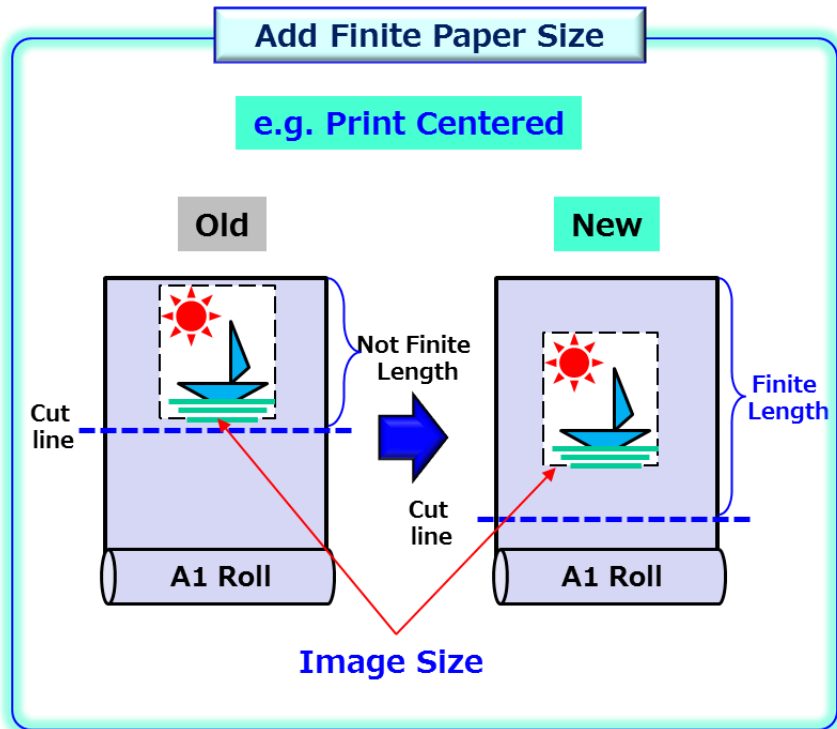 Add Finite Paper Size
e.g. Print Centered
Old
New
Not Finite
Length
Finite
Length
Cut
line
Cut
line
A1 Roll
A1 Roll
Image Size